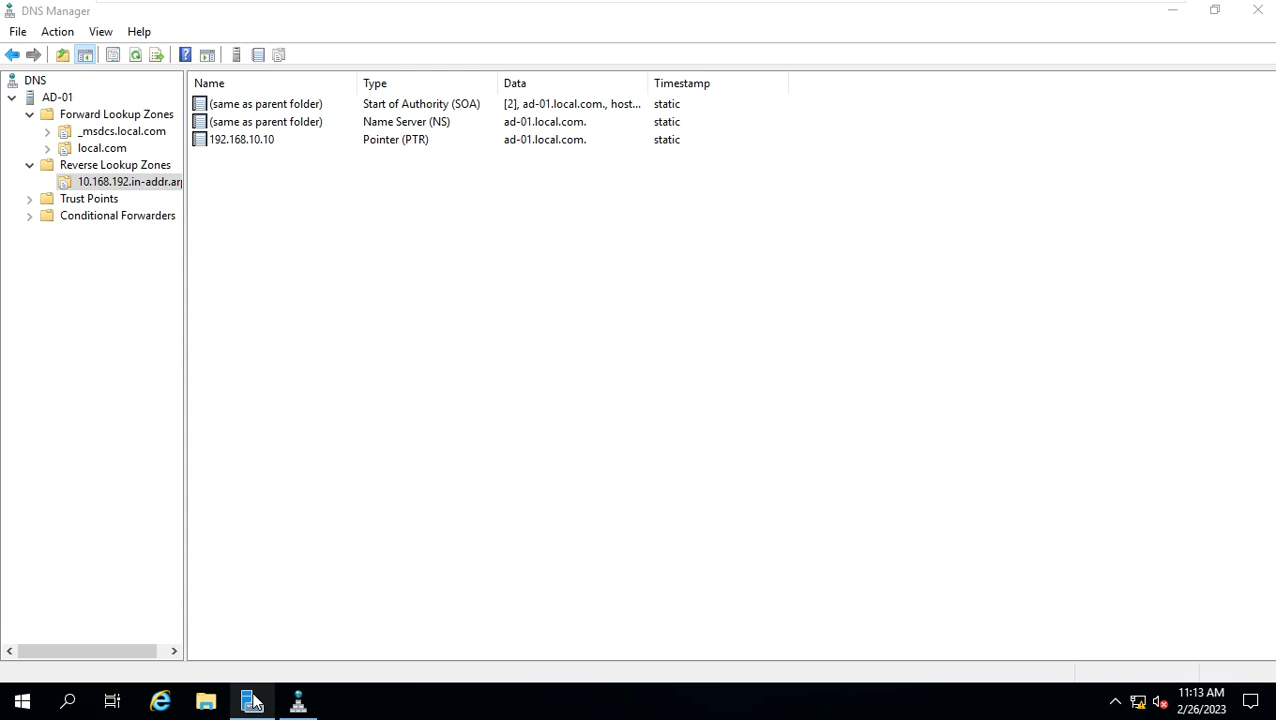 DNS Manager
File Action View Help
DNS
AD-01
Forward Lookup Zones
_msdcs.local.com
local.com
Reverse Lookup Zones
10.168.192.in-addr.ar
Trust Points
Conditional Forwarders
Name Type Data Timestamp
(same as parent folder) Start of Authority (SOA) [2], ad-01.local.com., host... static
(same as parent folder) Name Server (NS) ad-01.local.com. static
192.168.10.10 Pointer (PTR) ad-01.local.com. static
11:13 AM
2/26/2023